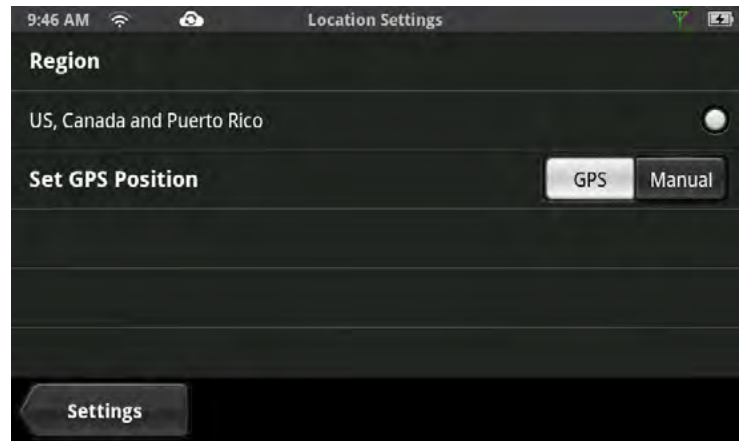 9:46 AM Location Settings
Region
US, Canada and Puerto Rico
Set GPS Position GPS Manual
Settings